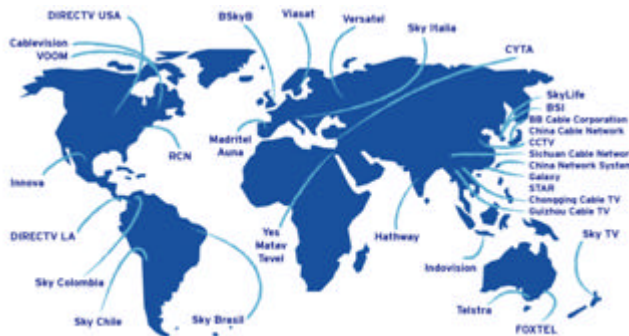 DIRECTV USA
Cablevision
VOOM
BSkyB
Viasat
Versatel
Sky Italia
CYTA
SkyLife
BSI
BB Cable Corporation
China Cable Network
CCTV
Sichuan Cable Network
China Network System
Galaxy
STAR
Chongqing Cable TV
Guizhou Cable TV
Madritel
Auna
RCN
Innova
DIRECTV LA
Sky Colombia
Sky Chile
Sky Brasil
Yes
Matav
Tevel
Hathway
Indovision
Sky TV
Telstra
FOXTEL